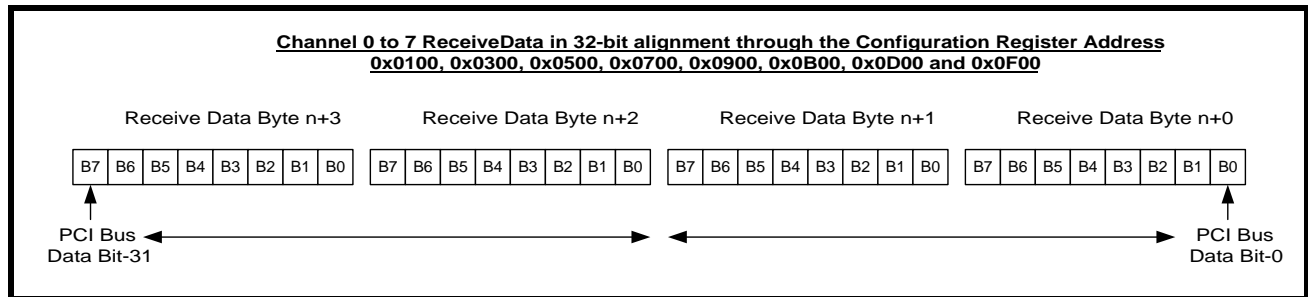 Channel 0 to 7 ReceiveData in 32-bit alignment through the Configuration Register Address
0x0100, 0x0300, 0x0500, 0x0700, 0x0900, 0x0B00, 0x0D00 and 0x0F00
Receive Data Byte n+3 Receive Data Byte n+2 Receive Data Byte n+1 Receive Data Byte n+0
B7 B6 B5 B4 B3 B2 B1 B0 B7 B6 B5 B4 B3 B2 B1 B0 B7 B6 B5 B4 B3 B2 B1 B0 B7 B6 B5 B4 B3 B2 B1 B0
PCI Bus
Data Bit-31
PCI Bus
Data Bit-0